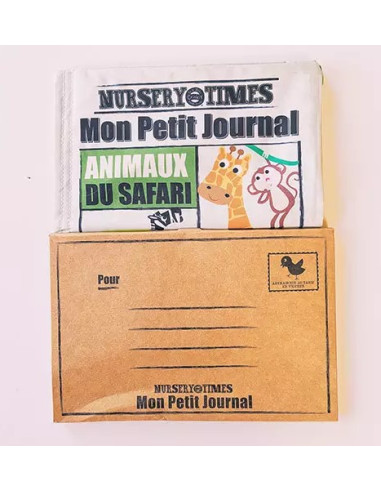 NURSERY TIMES
Mon Petit Journal
ANIMAUX
DU SAFARI
Pour
NURSERY TIMES
Mon Petit Journal